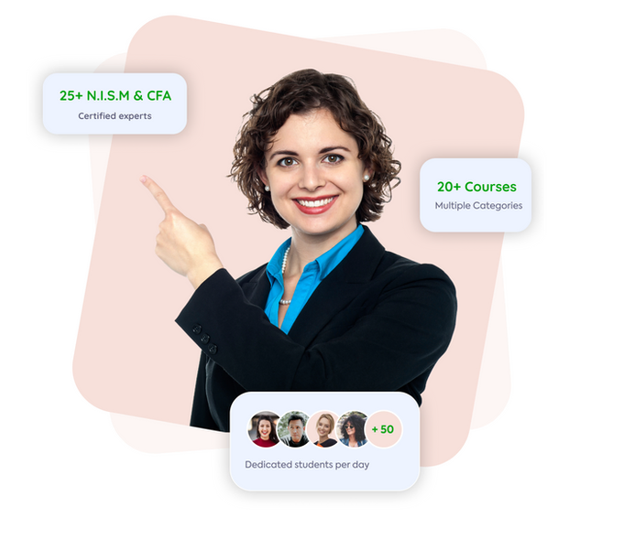 25+ N.I.S.M & CFA
Certified experts
20+ Courses
Multiple Categories
+ 50
Dedicated students per day